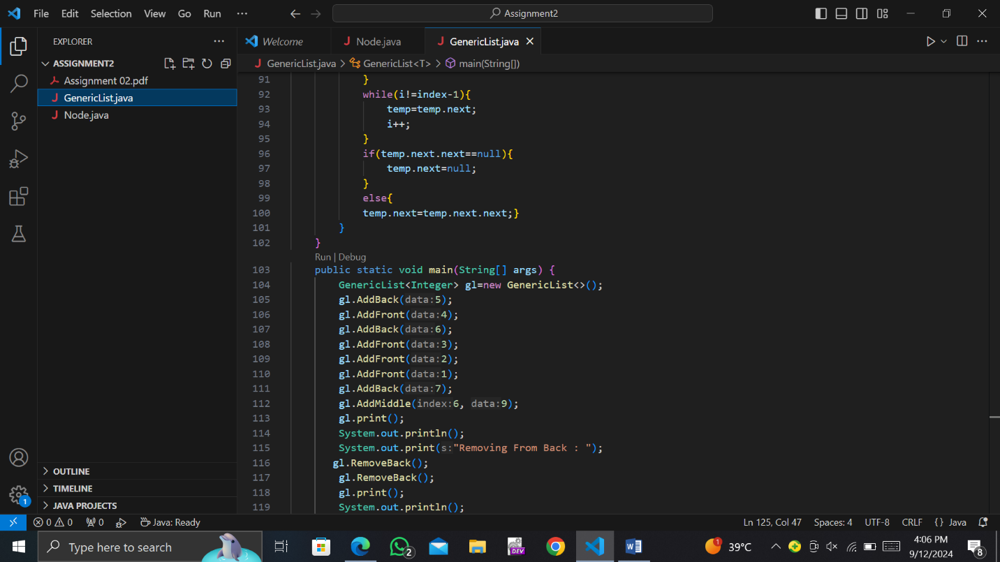 File Edit Selection View Go Run ···
Assignment2
EXPLORER ···
Welcome
Node.java
GenericList.java
ASSIGNMENT2
Assignment 02.pdf
GenericList.java
Node.java
GenericList.java > GenericList<T> > main(String[])
91 }
92 while(i!=index-1){
93 temp=temp.next;
94 i++;
95 }
96 if(temp.next.next==null){
97 temp.next=null;
98 }
99 else{
100 temp.next=temp.next.next;}
101 }
102 }
Run | Debug
103 public static void main(String[] args) {
104 GenericList<Integer> gl=new GenericList<>();
105 gl.AddBack(data:5);
106 gl.AddFront(data:4);
107 gl.AddBack(data:6);
108 gl.AddFront(data:3);
109 gl.AddFront(data:2);
110 gl.AddFront(data:1);
111 gl.AddBack(data:7);
112 gl.AddMiddle(index:6, data:9);
113 gl.print();
114 System.out.println();
115 System.out.print(s:"Removing From Back : ");
116 gl.RemoveBack();
117 gl.RemoveBack();
118 gl.print();
119 System.out.println();
OUTLINE
TIMELINE
JAVA PROJECTS
1
0 0 0 Java: Ready
Ln 125, Col 47 Spaces: 4 UTF-8 CRLF {} Java
Type here to search
2
DEV
1
39°C
4:06 PM
9/12/2024
8